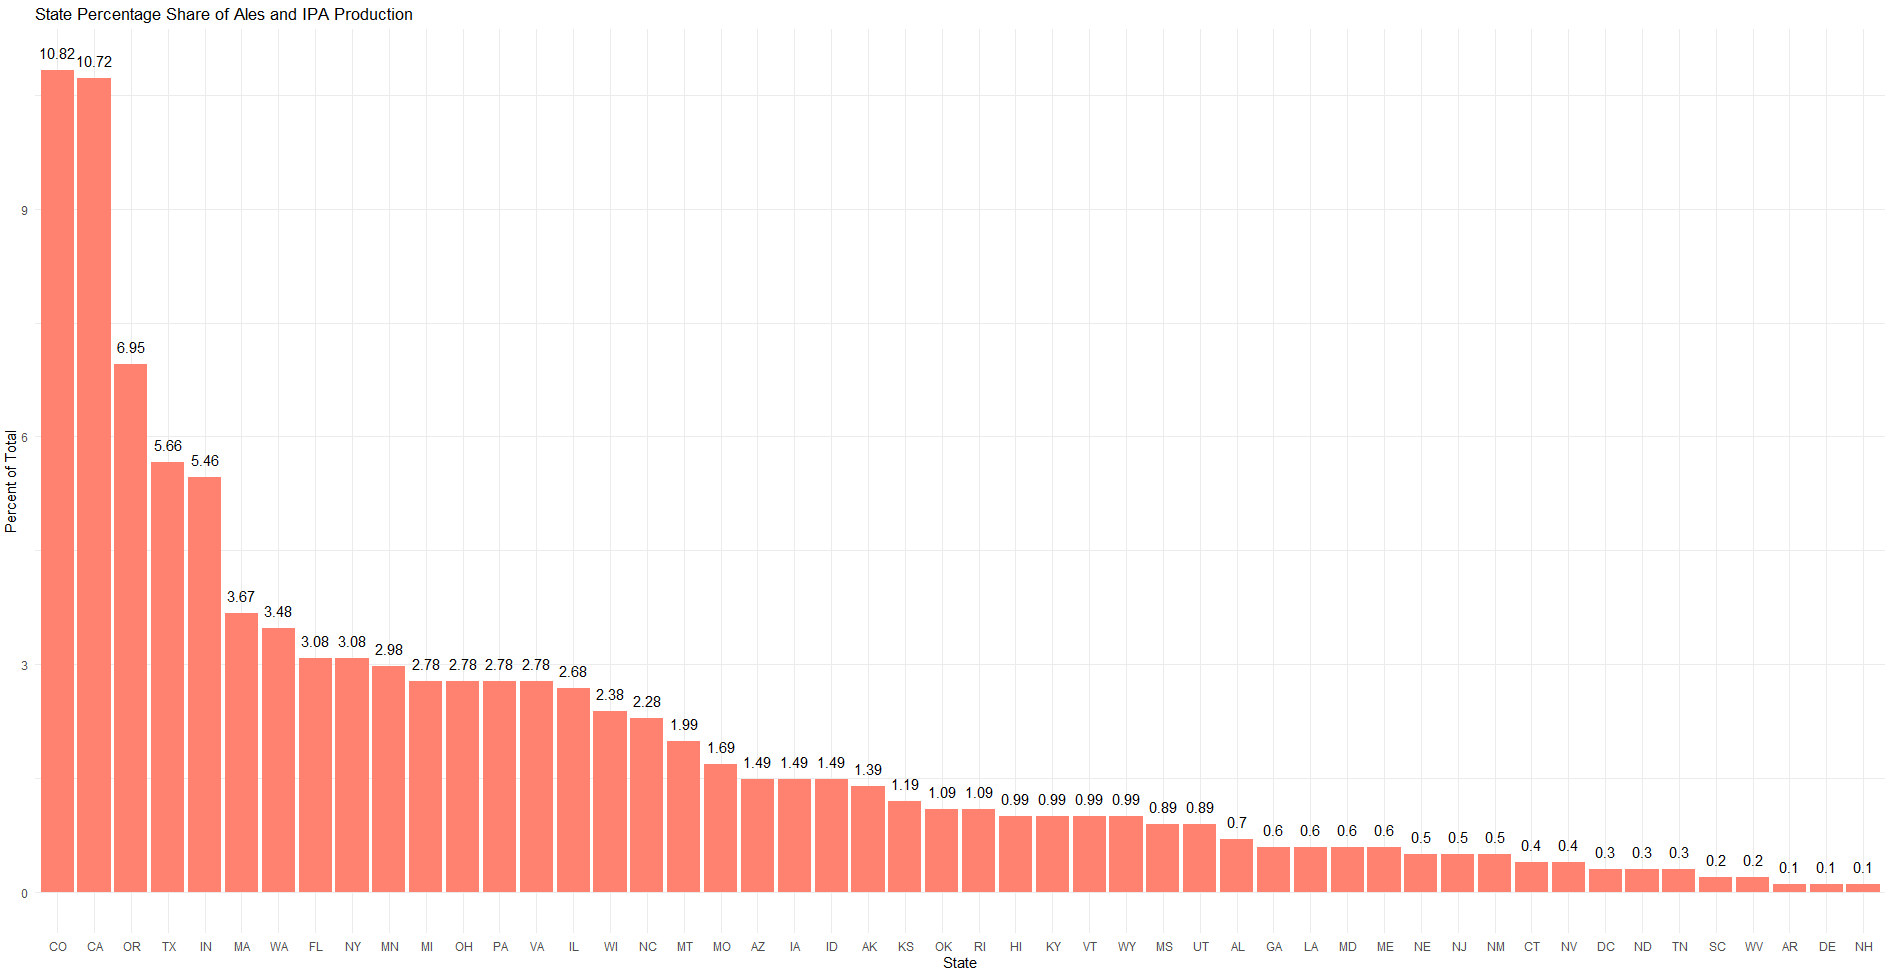 State Percentage Share of Ales and IPA Production
10.82 10.72 6.95 5.66 5.46 3.67 3.48 3.08 3.08 2.98 2.78 2.78 2.78 2.78 2.68 2.38 2.28 1.99 1.69 1.49 1.49 1.49 1.39 1.19 1.09 1.09 0.99 0.99 0.99 0.99 0.89 0.89 0.7 0.6 0.6 0.6 0.6 0.5 0.5 0.5 0.4 0.4 0.3 0.3 0.3 0.2 0.2 0.1 0.1 0.1
9
6
3
0
Percent of Total
CO CA OR TX IN MA WA FL NY MN MI OH PA VA IL WI NC MT MO AZ IA ID AK KS OK RI HI KY VT WY MS UT AL GA LA MD ME NE NJ NM CT NV DC ND TN SC WV AR DE NH
State